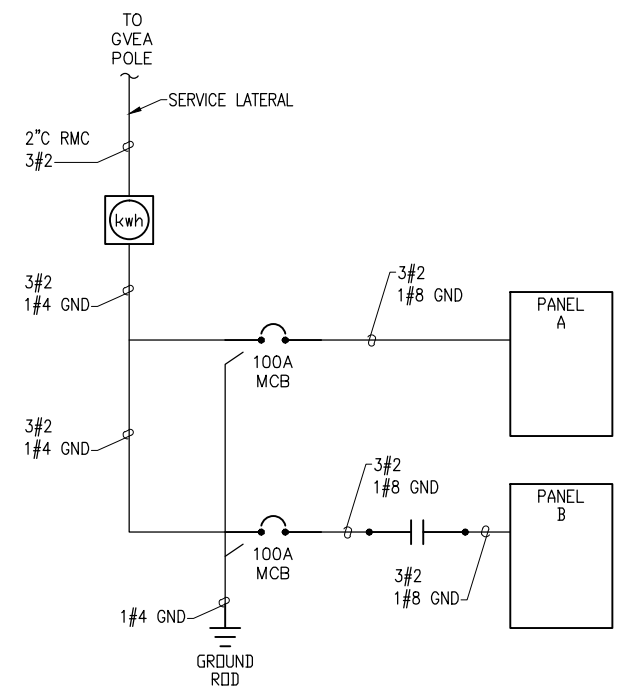 TO
GVEA
POLE
SERVICE LATERAL
2"C RMC
3#2
kwh
3#2
1#4 GND
3#2
1#8 GND
PANEL
A
100A
MCB
3#2
1#4 GND
3#2
1#8 GND
PANEL
B
100A
MCB
3#2
1#8 GND
1#4 GND
GROUND
ROD